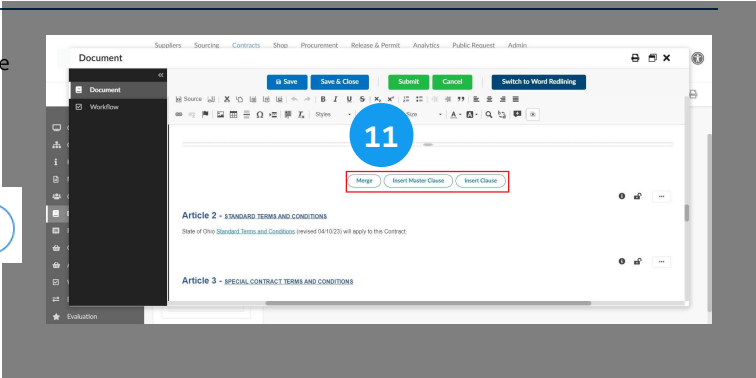 e
Suppliers Sourcing Contracts Shop Procurement Release & Permit Analytics Public Request Admin
Document
«
Save Save & Close Submit Cancel Switch to Word Redlining
Document
Source B I U S X₂ X²
Workflow
Styles Size A A
11
Merge Insert Master Clause Insert Clause
Article 2 - STANDARD TERMS AND CONDITIONS
State of Ohio Standard Terms and Conditions (revised 04/10/23) will apply to this Contract.
Article 3 - SPECIAL CONTRACT TERMS AND CONDITIONS
Evaluation